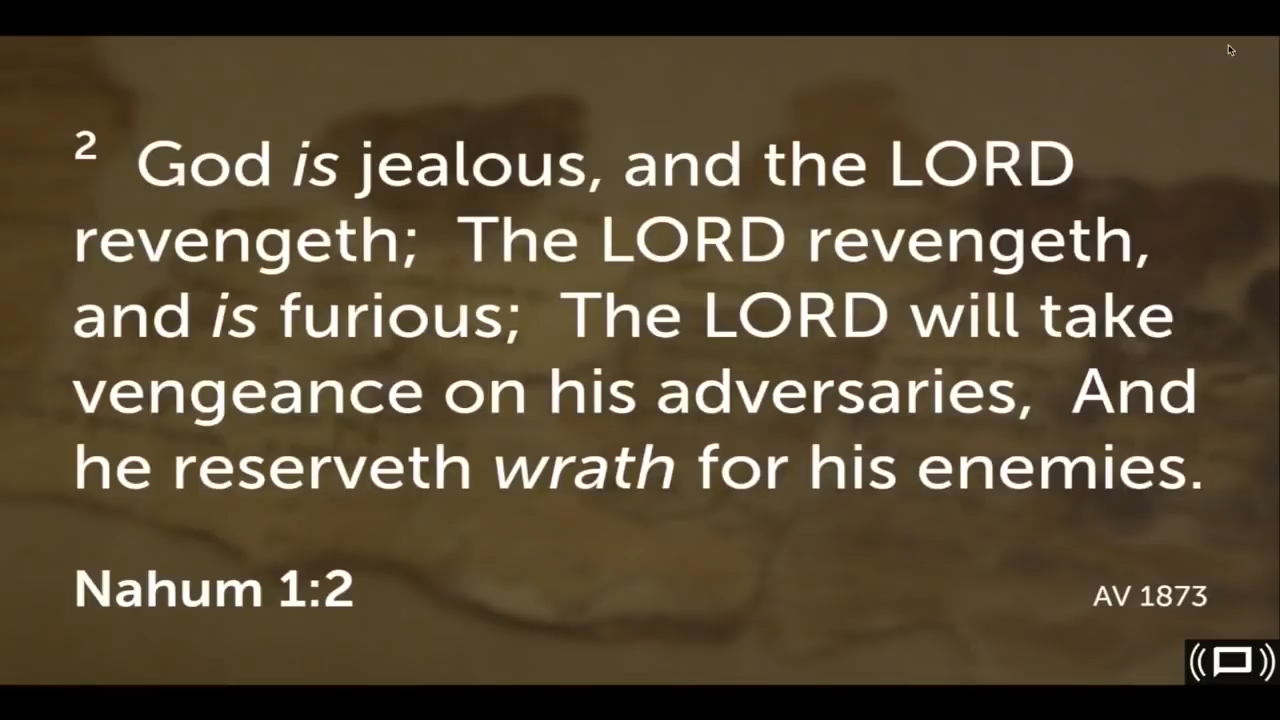 2 God is jealous, and the LORD
revengeth; The LORD revengeth,
and is furious; The LORD will take
vengeance on his adversaries, And
he reserveth wrath for his enemies.
Nahum 1:2
AV 1873